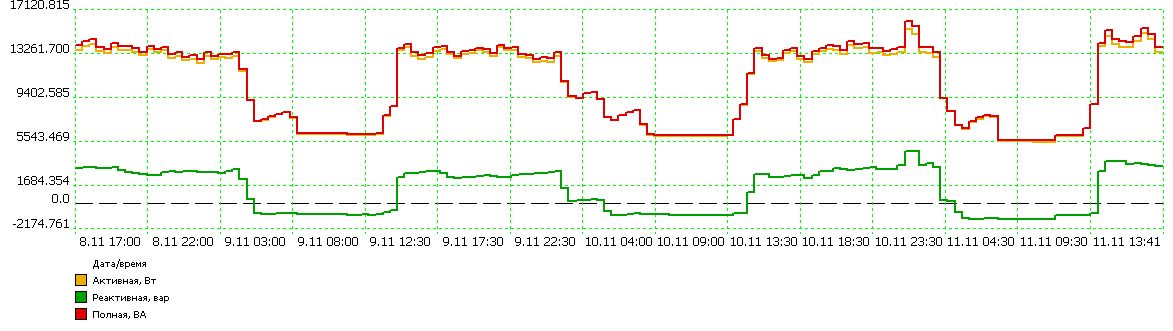 17120.815
13261.700
9402.585
5543.469
1684.354
0.0
-2174.761
8.11 17:00 8.11 22:00 9.11 03:00 9.11 08:00 9.11 12:30 9.11 17:30 9.11 22:30 10.11 04:00 10.11 09:00 10.11 13:30 10.11 18:30 10.11 23:30 11.11 04:30 11.11 09:30 11.11 13:41
Дата/время
Активная, Вт
Реактивная, вар
Полная, ВА